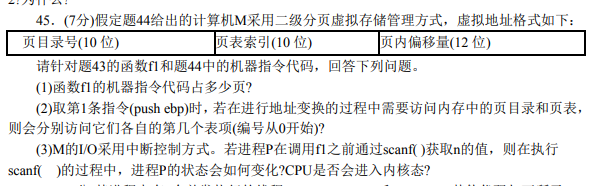 45．(7分)假定题44给出的计算机M采用二级分页虚拟存储管理方式，虚拟地址格式如下：
页目录号(10 位) 页表索引(10 位) 页内偏移量(12 位)
请针对题43的函数f1和题44中的机器指令代码，回答下列问题。
(1)函数f1的机器指令代码占多少页?
(2)取第1条指令(push ebp)时，若在进行地址变换的过程中需要访问内存中的页目录和页表，
则会分别访问它们各自的第几个表项(编号从0开始)?
(3)M的I/O采用中断控制方式。若进程P在调用f1之前通过scanf( )获取n的值，则在执行
scanf( )的过程中，进程P的状态会如何变化?CPU是否会进入内核态?